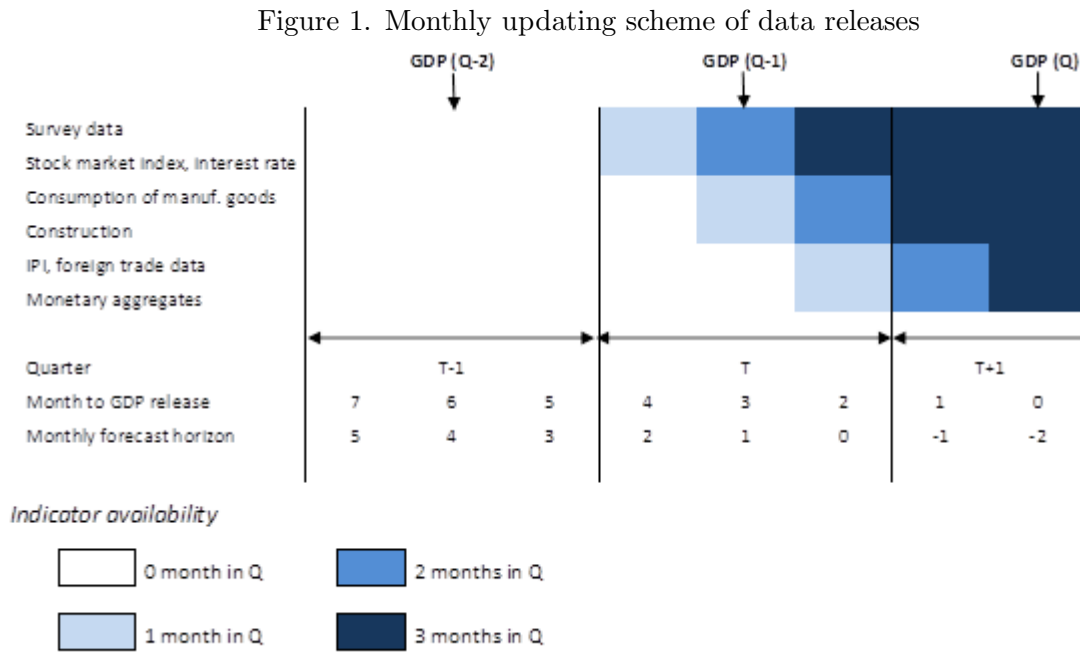 Figure 1. Monthly updating scheme of data releases
GDP (Q-2) GDP (Q-1) GDP (Q)
Survey data
Stock market index, interest rate
Consumption of manuf. goods
Construction
IPI, foreign trade data
Monetary aggregates
Quarter T-1 T T+1
Month to GDP release 7 6 5 4 3 2 1 0
Monthly forecast horizon 5 4 3 2 1 0 -1 -2
Indicator availability
0 month in Q 2 months in Q
1 month in Q 3 months in Q